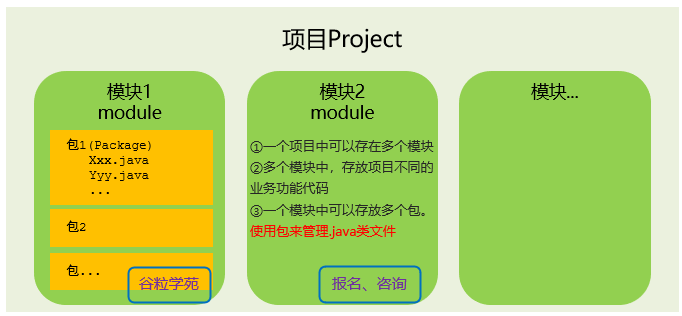 项目Project
模块1
module
包1(Package)
Xxx.java
Yyy.java
...
包2
包...
谷粒学苑
模块2
module
①一个项目中可以存在多个模块
②多个模块中，存放项目不同的
业务功能代码
③一个模块中可以存放多个包。
使用包来管理.java类文件
报名、咨询
模块...